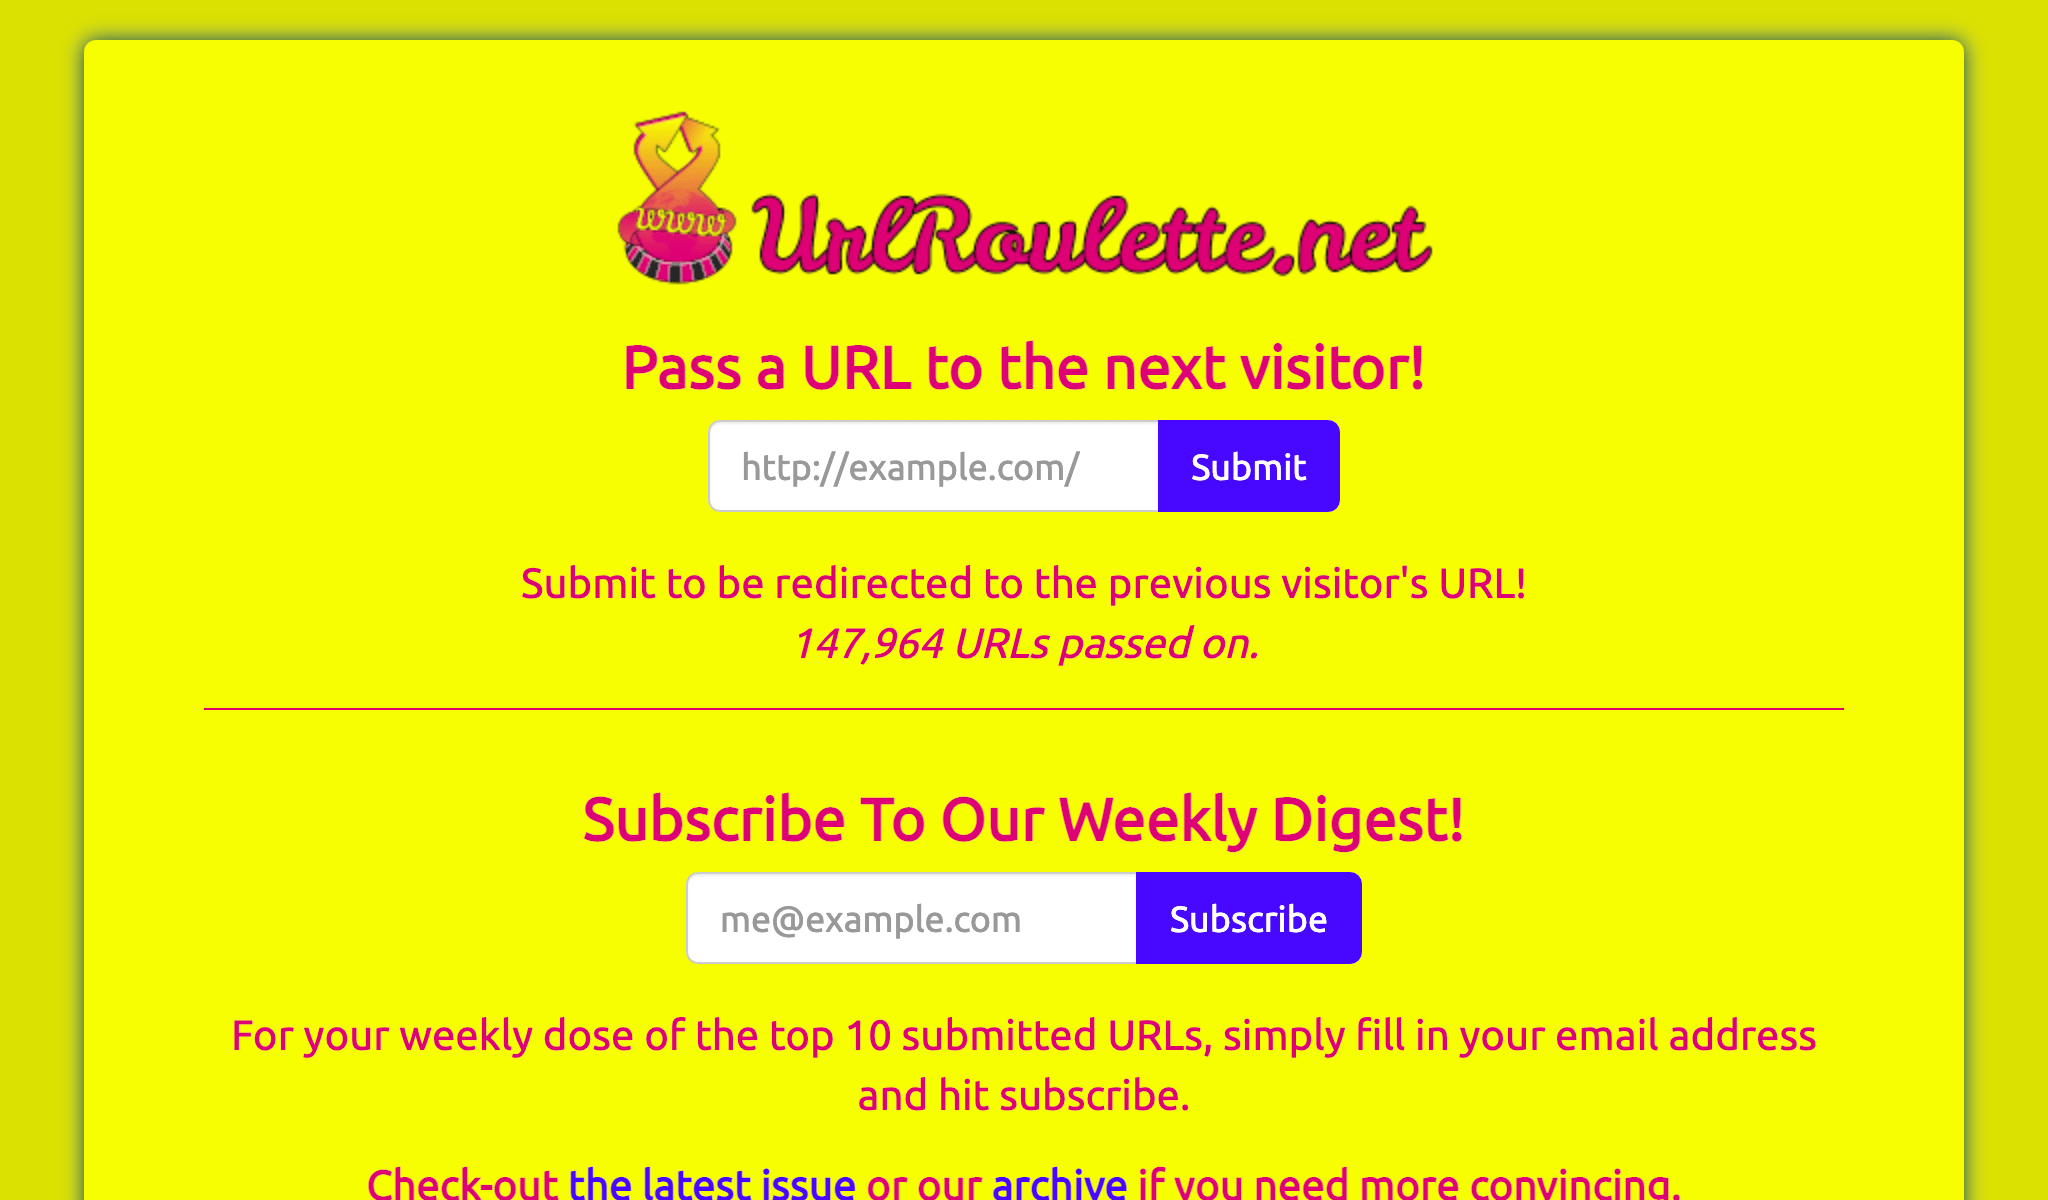 www UrlRoulette.net
Pass a URL to the next visitor!
http://example.com/ Submit
Submit to be redirected to the previous visitor's URL!
147,964 URLs passed on.
Subscribe To Our Weekly Digest!
me@example.com Subscribe
For your weekly dose of the top 10 submitted URLs, simply fill in your email address
and hit subscribe.
Check-out the latest issue or our archive if you need more convincing.